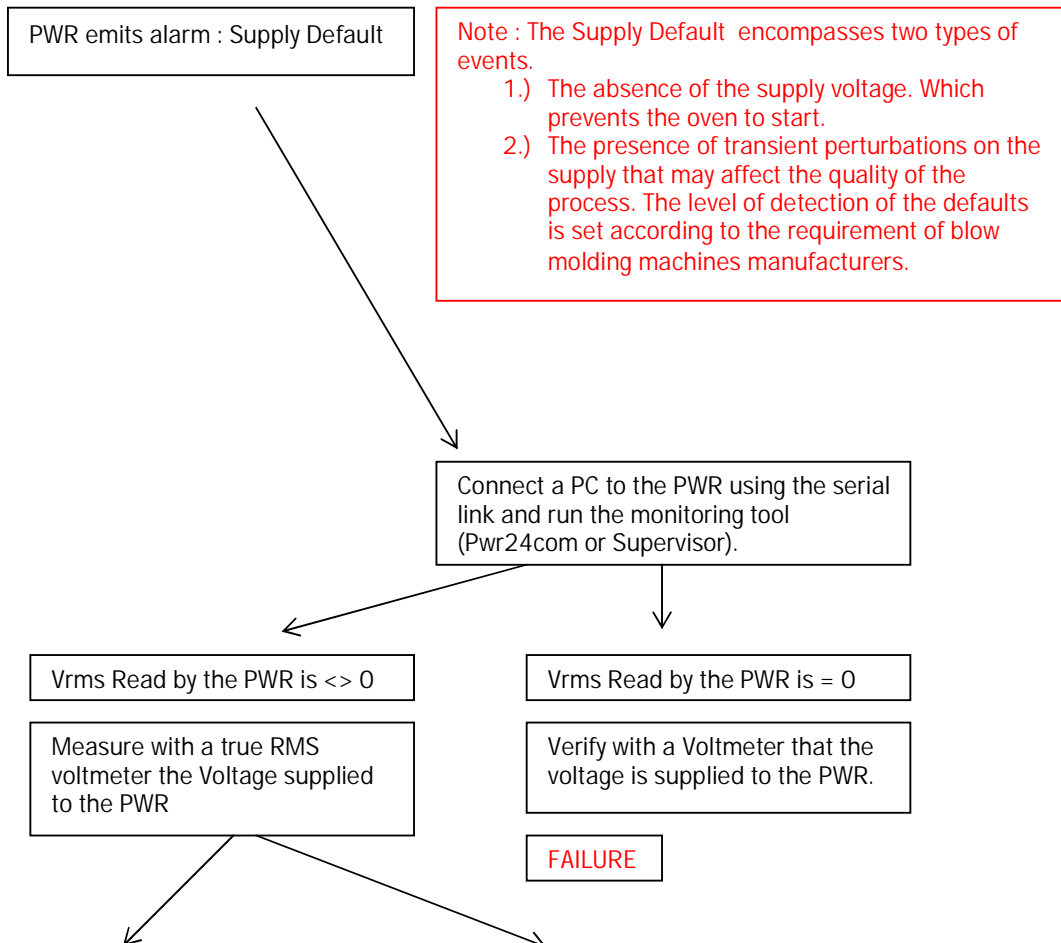 PWR emits alarm : Supply Default
Note : The Supply Default encompasses two types of
events.
1.) The absence of the supply voltage. Which
prevents the oven to start.
2.) The presence of transient perturbations on the
supply that may affect the quality of the
process. The level of detection of the defaults
is set according to the requirement of blow
molding machines manufacturers.
Connect a PC to the PWR using the serial
link and run the monitoring tool
(Pwr24com or Supervisor).
Vrms Read by the PWR is <> 0
Vrms Read by the PWR is = 0
Measure with a true RMS
voltmeter the Voltage supplied
to the PWR
Verify with a Voltmeter that the
voltage is supplied to the PWR.
FAILURE